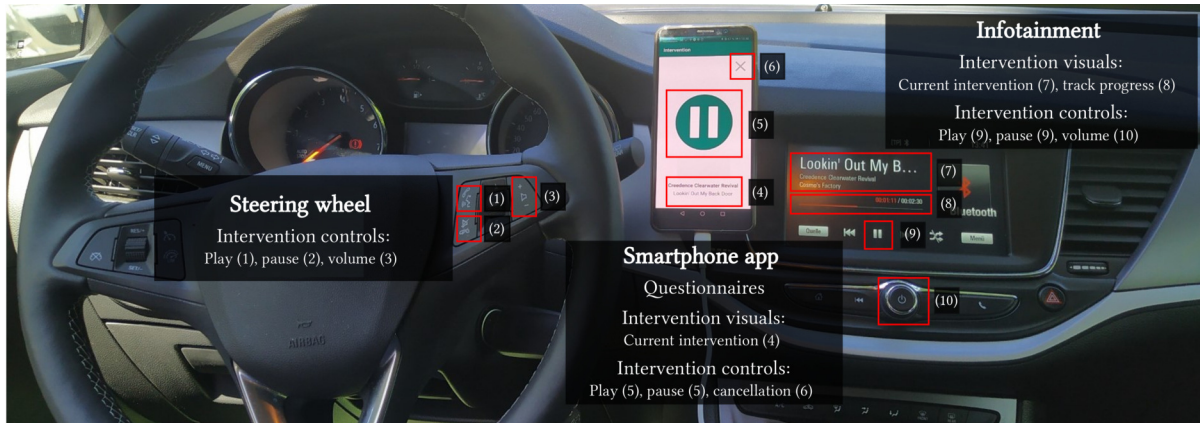 Infotainment
Intervention visuals:
Current intervention (7), track progress (8)
Intervention controls:
Play (9), pause (9), volume (10)
Steering wheel
Intervention controls:
Play (1), pause (2), volume (3)
Smartphone app
Questionnaires
Intervention visuals:
Current intervention (4)
Intervention controls:
Play (5), pause (5), cancellation (6)
(1)
(2)
(3)
Intervention
(6)
(5)
Creedence Clearwater Revival
Lookin' Out My Back Door
(4)
Lookin' Out My B...
Creedence Clearwater Revival
Cosmo's Factory
(7)
00:01:11 / 00:02:30
(8)
Bluetooth
Quelle
(9)
Menü
(10)
MENU
AIRBAG